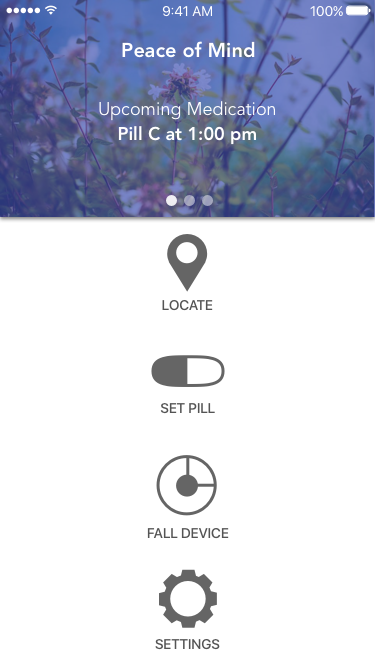 9:41 AM
100%
Peace of Mind
Upcoming Medication
Pill C at 1:00 pm
LOCATE
SET PILL
FALL DEVICE
SETTINGS